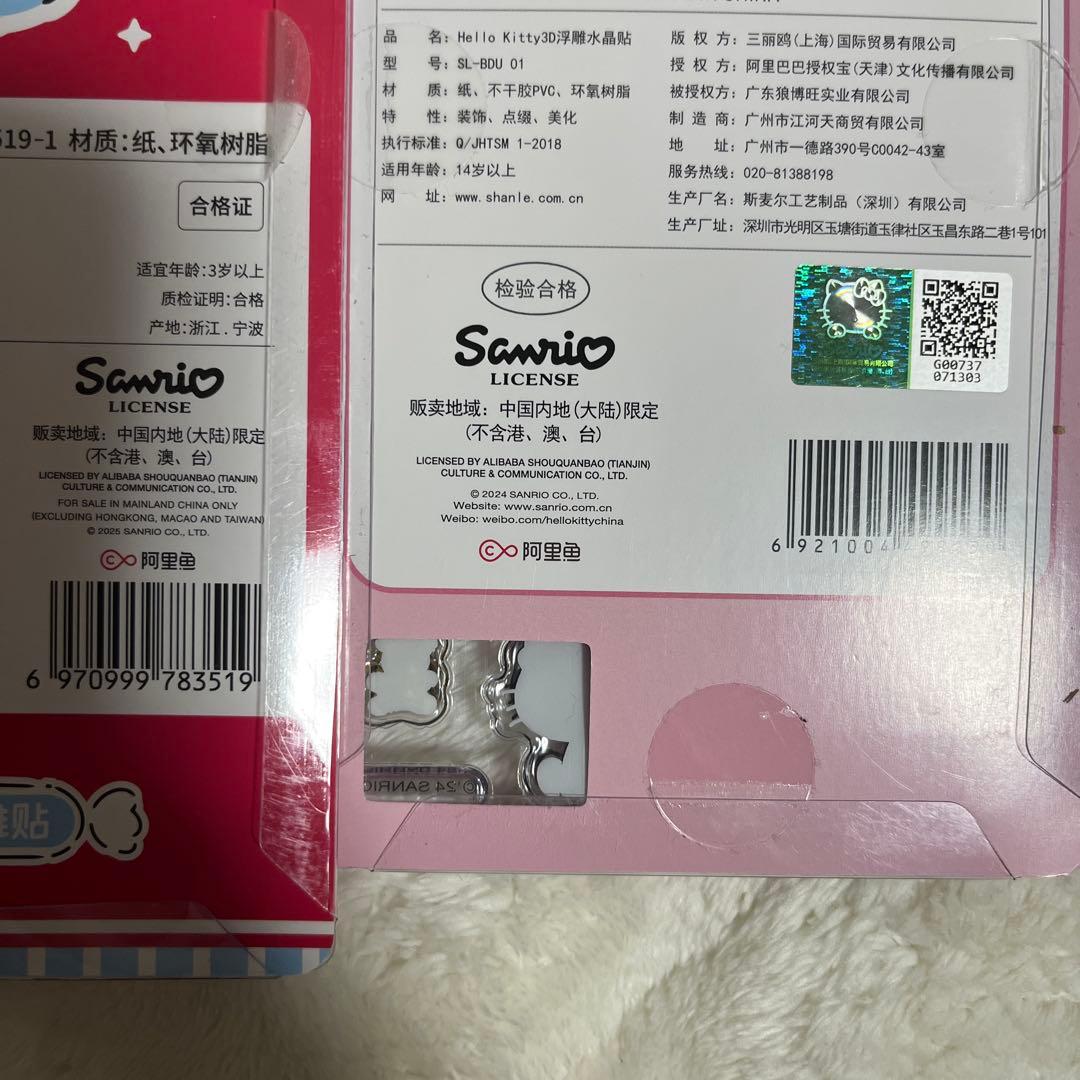 519-1 材质:纸、环氧树脂
合格证
适宜年龄:3岁以上
质检证明:合格
产地:浙江.宁波
Sanrio
LICENSE
贩卖地域:中国内地(大陆)限定
(不含港、澳、台)
LICENSED BY ALIBABA SHOUQUANBAO (TIANJIN)
CULTURE & COMMUNICATION CO., LTD.
FOR SALE IN MAINLAND CHINA ONLY
(EXCLUDING HONGKONG, MACAO AND TAIWAN)
© 2025 SANRIO CO., LTD.
阿里鱼
6 970999 783519
贴
品 名:Hello Kitty3D浮雕水晶贴
型 号:SL-BDU 01
材 质:纸、不干胶PVC、环氧树脂
特 性:装饰、点缀、美化
执行标准:Q/JHTSM 1-2018
适用年龄:14岁以上
网 址:www.shanle.com.cn
版 权 方:三丽鸥(上海)国际贸易有限公司
授 权 方:阿里巴巴授权宝(天津)文化传播有限公司
被授权方:广东狼博旺实业有限公司
制 造 商:广州市江河天商贸有限公司
地 址:广州市一德路390号C0042-43室
服务热线:020-81388198
生产厂名:斯麦尔工艺制品(深圳)有限公司
生产厂址:深圳市光明区玉塘街道玉律社区玉昌东路二巷1号101
检验合格
Sanrio
LICENSE
贩卖地域:中国内地(大陆)限定
(不含港、澳、台)
LICENSED BY ALIBABA SHOUQUANBAO (TIANJIN)
CULTURE & COMMUNICATION CO., LTD.
© 2024 SANRIO CO., LTD.
Website: www.sanrio.com.cn
Weibo: weibo.com/hellokittychina
阿里鱼
G00737
071303
6 921004
©'24 SANRIO